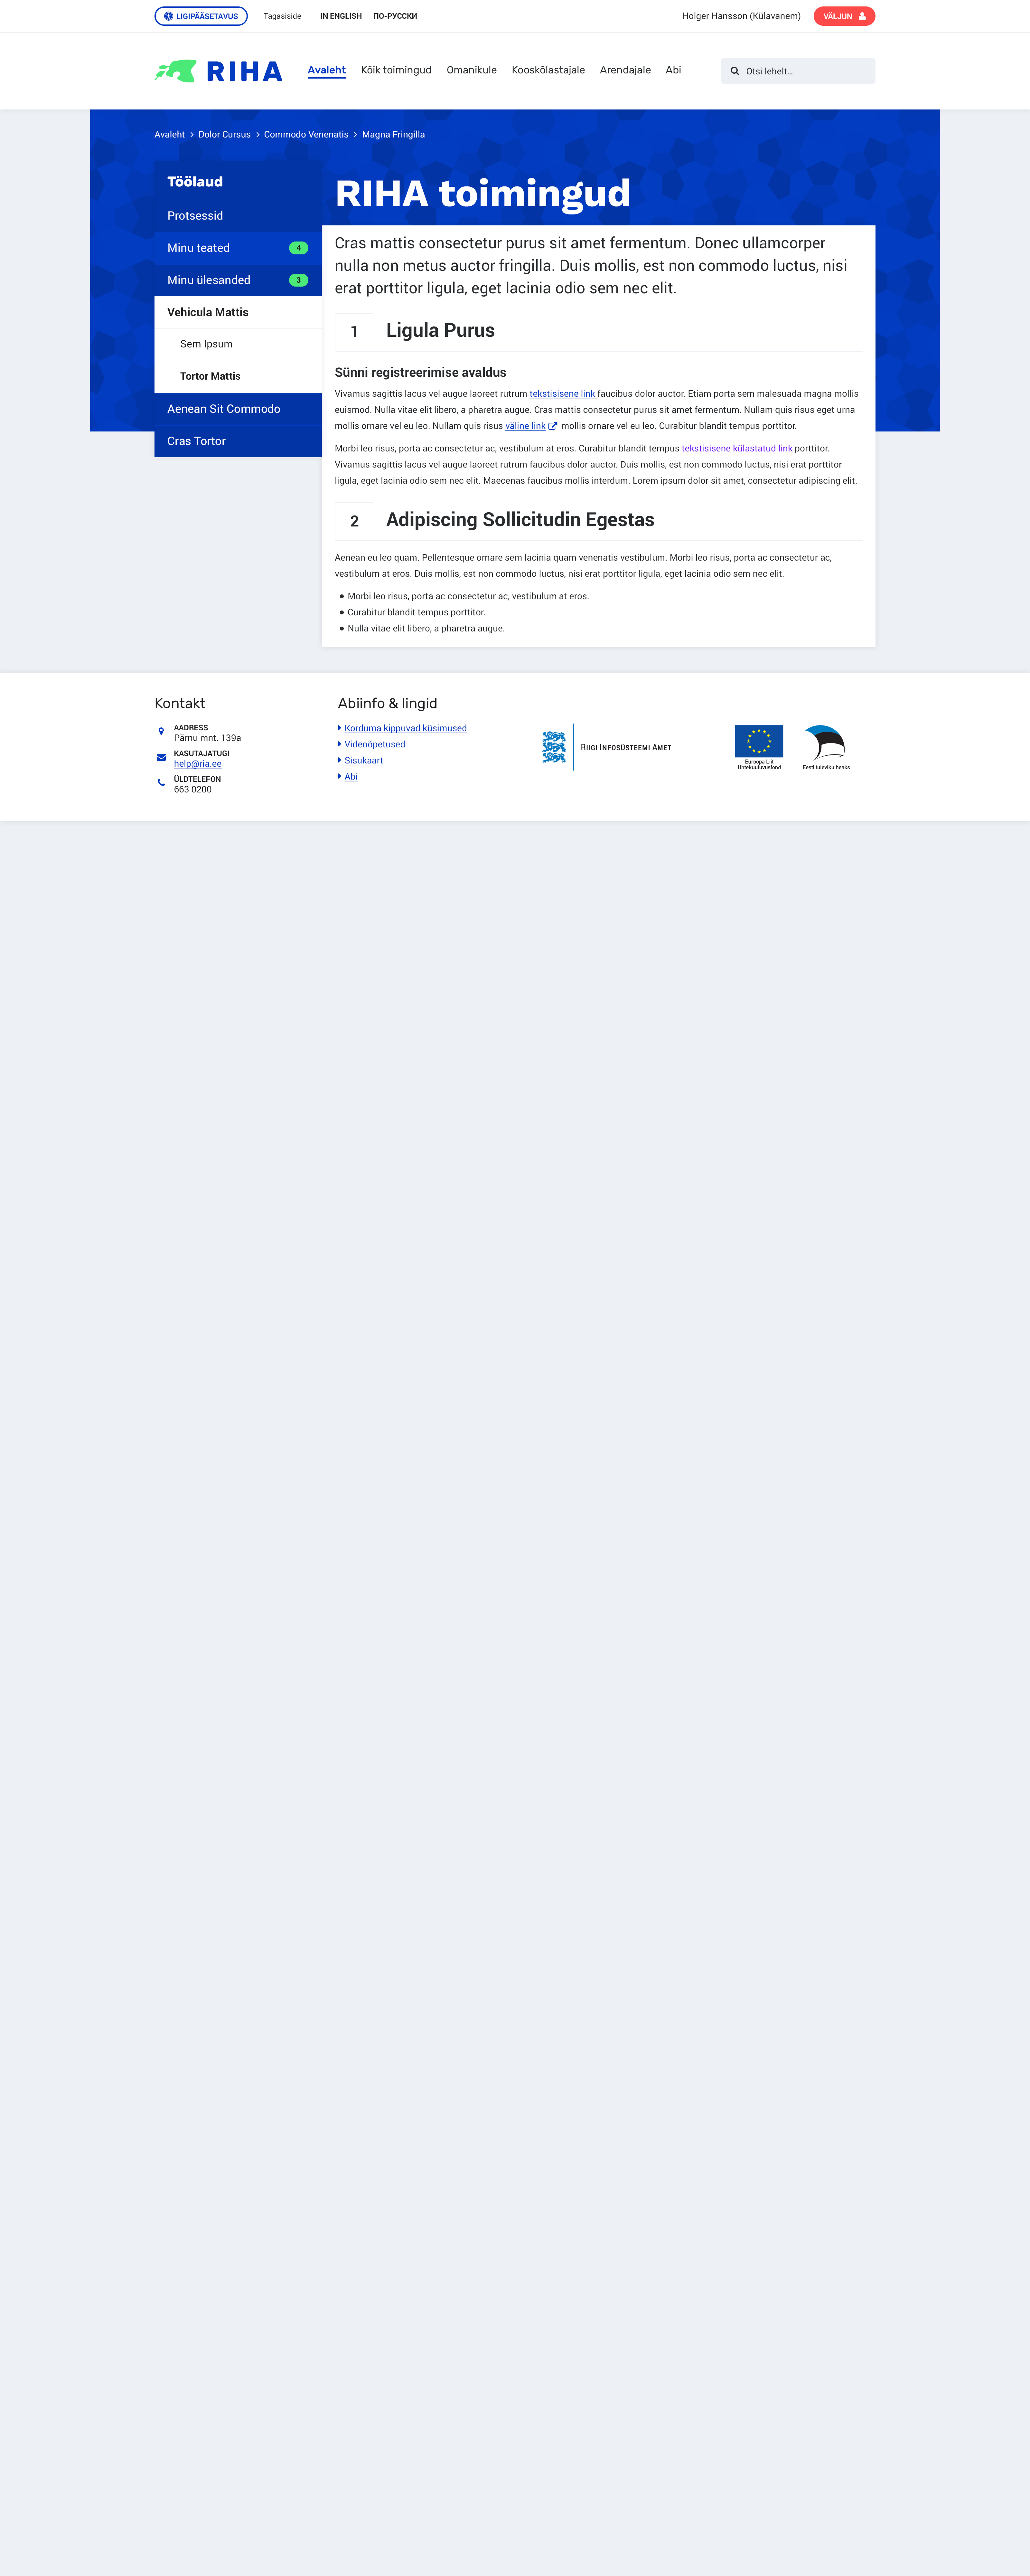 LIGIPÄÄSETAVUS Tagasiside IN ENGLISH ПО-РУССКИ Holger Hansson (Külavanem) VÄLJUN
RIHA Avaleht Kõik toimingud Omanikule Kooskõlastajale Arendajale Abi Otsi lehelt...
Avaleht Dolor Cursus Commodo Venenatis Magna Fringilla
Töölaud
Protsessid
Minu teated 4
Minu ülesanded 3
Vehicula Mattis
Sem Ipsum
Tortor Mattis
Aenean Sit Commodo
Cras Tortor
RIHA toimingud
Cras mattis consectetur purus sit amet fermentum. Donec ullamcorper
nulla non metus auctor fringilla. Duis mollis, est non commodo luctus, nisi
erat porttitor ligula, eget lacinia odio sem nec elit.
1 Ligula Purus
Sünni registreerimise avaldus
Vivamus sagittis lacus vel augue laoreet rutrum tekstisisene link faucibus dolor auctor. Etiam porta sem malesuada magna mollis
euismod. Nulla vitae elit libero, a pharetra augue. Cras mattis consectetur purus sit amet fermentum. Nullam quis risus eget urna
mollis ornare vel eu leo. Nullam quis risus väline link mollis ornare vel eu leo. Curabitur blandit tempus porttitor.
Morbi leo risus, porta ac consectetur ac, vestibulum at eros. Curabitur blandit tempus tekstisisene külastatud link porttitor.
Vivamus sagittis lacus vel augue laoreet rutrum faucibus dolor auctor. Duis mollis, est non commodo luctus, nisi erat porttitor
ligula, eget lacinia odio sem nec elit. Maecenas faucibus mollis interdum. Lorem ipsum dolor sit amet, consectetur adipiscing elit.
2 Adipiscing Sollicitudin Egestas
Aenean eu leo quam. Pellentesque ornare sem lacinia quam venenatis vestibulum. Morbi leo risus, porta ac consectetur ac,
vestibulum at eros. Duis mollis, est non commodo luctus, nisi erat porttitor ligula, eget lacinia odio sem nec elit.
● Morbi leo risus, porta ac consectetur ac, vestibulum at eros.
● Curabitur blandit tempus porttitor.
● Nulla vitae elit libero, a pharetra augue.
Kontakt
AADRESS
Pärnu mnt. 139a
KASUTAJATUGI
help@ria.ee
ÜLDTELEFON
663 0200
Abiinfo & lingid
Korduma kippuvad küsimused
Videoõpetused
Sisukaart
Abi
RIIGI INFOSÜSTEEMI AMET
Euroopa Liit
Ühtekuuluvusfond
Eesti tuleviku heaks